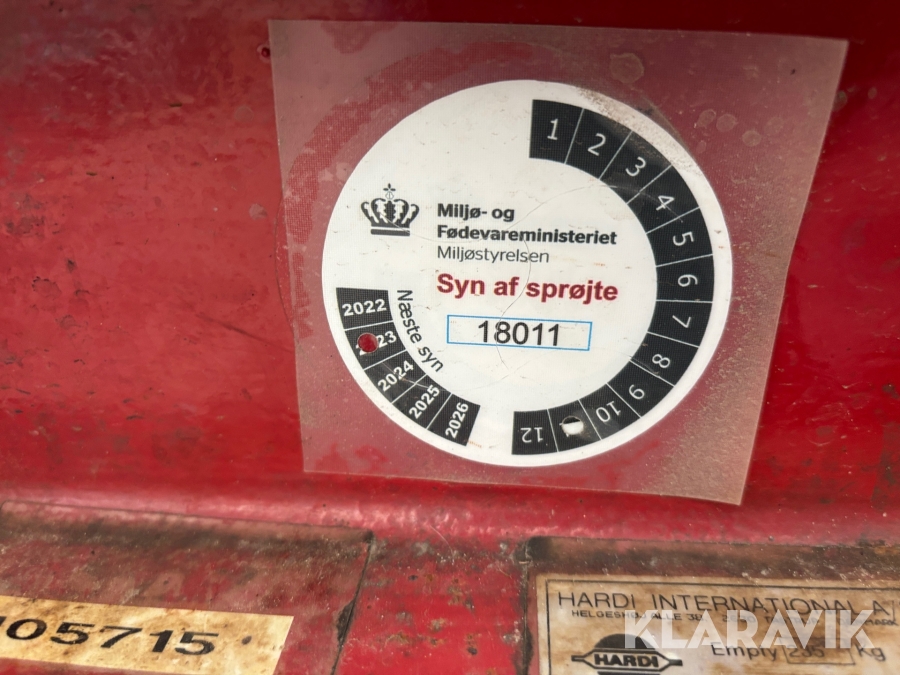 1
2
3
4
5
6
7
8
9
10
12
Miljø- og
Fødevareministeriet
Miljøstyrelsen
Syn af sprøjte
18011
Næste syn
2022
2024
2025
2026
105715
HARDI INTERNATIONAL A
HARDI
Empty 235 Kg
KLARAVIK